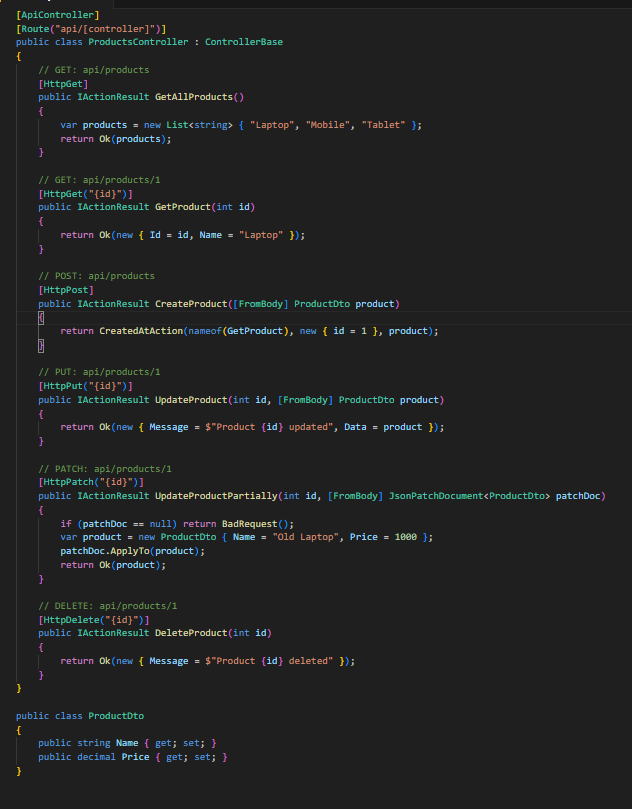 [ApiController]
[Route("api/[controller]")]
public class ProductsController : ControllerBase
{
// GET: api/products
[HttpGet]
public IActionResult GetAllProducts()
{
var products = new List<string> { "Laptop", "Mobile", "Tablet" };
return Ok(products);
}
// GET: api/products/1
[HttpGet("{id}")]
public IActionResult GetProduct(int id)
{
return Ok(new { Id = id, Name = "Laptop" });
}
// POST: api/products
[HttpPost]
public IActionResult CreateProduct([FromBody] ProductDto product)
{
return CreatedAtAction(nameof(GetProduct), new { id = 1 }, product);
}
// PUT: api/products/1
[HttpPut("{id}")]
public IActionResult UpdateProduct(int id, [FromBody] ProductDto product)
{
return Ok(new { Message = $"Product {id} updated", Data = product });
}
// PATCH: api/products/1
[HttpPatch("{id}")]
public IActionResult UpdateProductPartially(int id, [FromBody] JsonPatchDocument<ProductDto> patchDoc)
{
if (patchDoc == null) return BadRequest();
var product = new ProductDto { Name = "Old Laptop", Price = 1000 };
patchDoc.ApplyTo(product);
return Ok(product);
}
// DELETE: api/products/1
[HttpDelete("{id}")]
public IActionResult DeleteProduct(int id)
{
return Ok(new { Message = $"Product {id} deleted" });
}
}
public class ProductDto
{
public string Name { get; set; }
public decimal Price { get; set; }
}